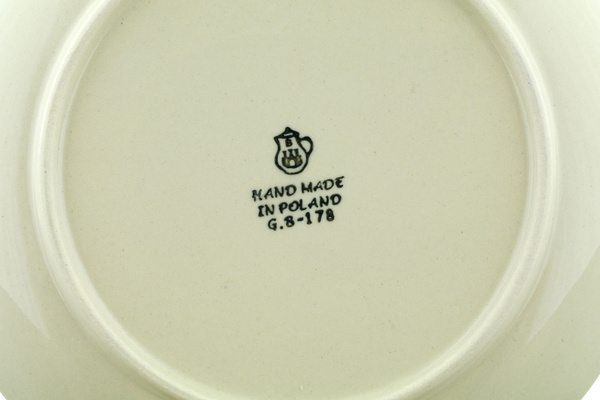 B
HAND MADE
IN POLAND
G.8-178